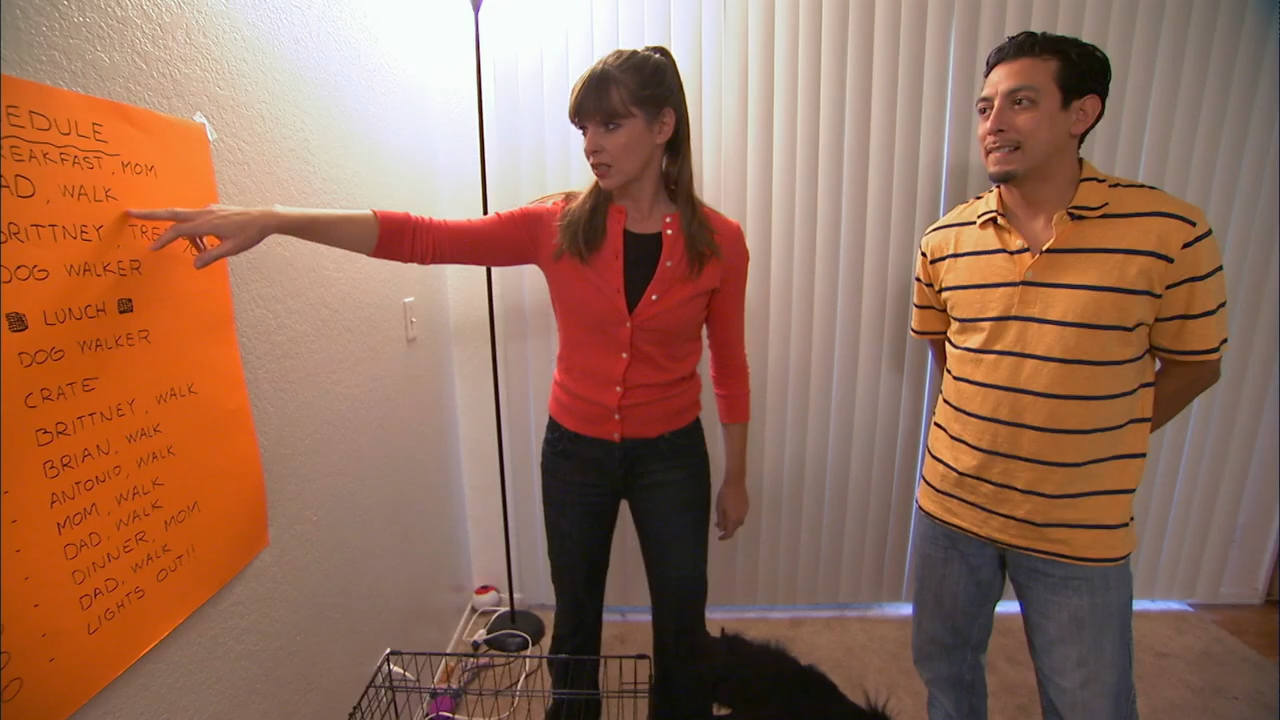 EDULE
REAKFAST, MOM
AD, WALK
BRITTNEY, TRE
DOG WALKER
LUNCH
DOG WALKER
CRATE
BRITTNEY, WALK
BRIAN, WALK
- ANTONIO, WALK
- MOM, WALK
DAD, WALK
- DINNER, MOM
- DAD, WALK
- LIGHTS OUT!!